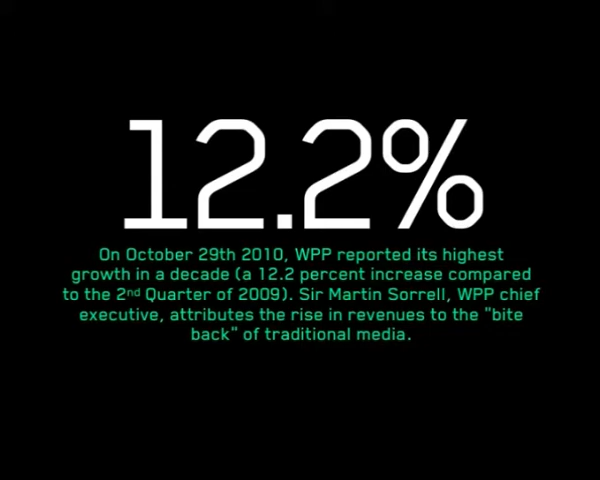 12.2%
On October 29th 2010, WPP reported its highest
growth in a decade (a 12.2 percent increase compared
to the 2nd Quarter of 2009). Sir Martin Sorrell, WPP chief
executive, attributes the rise in revenues to the "bite
back" of traditional media.